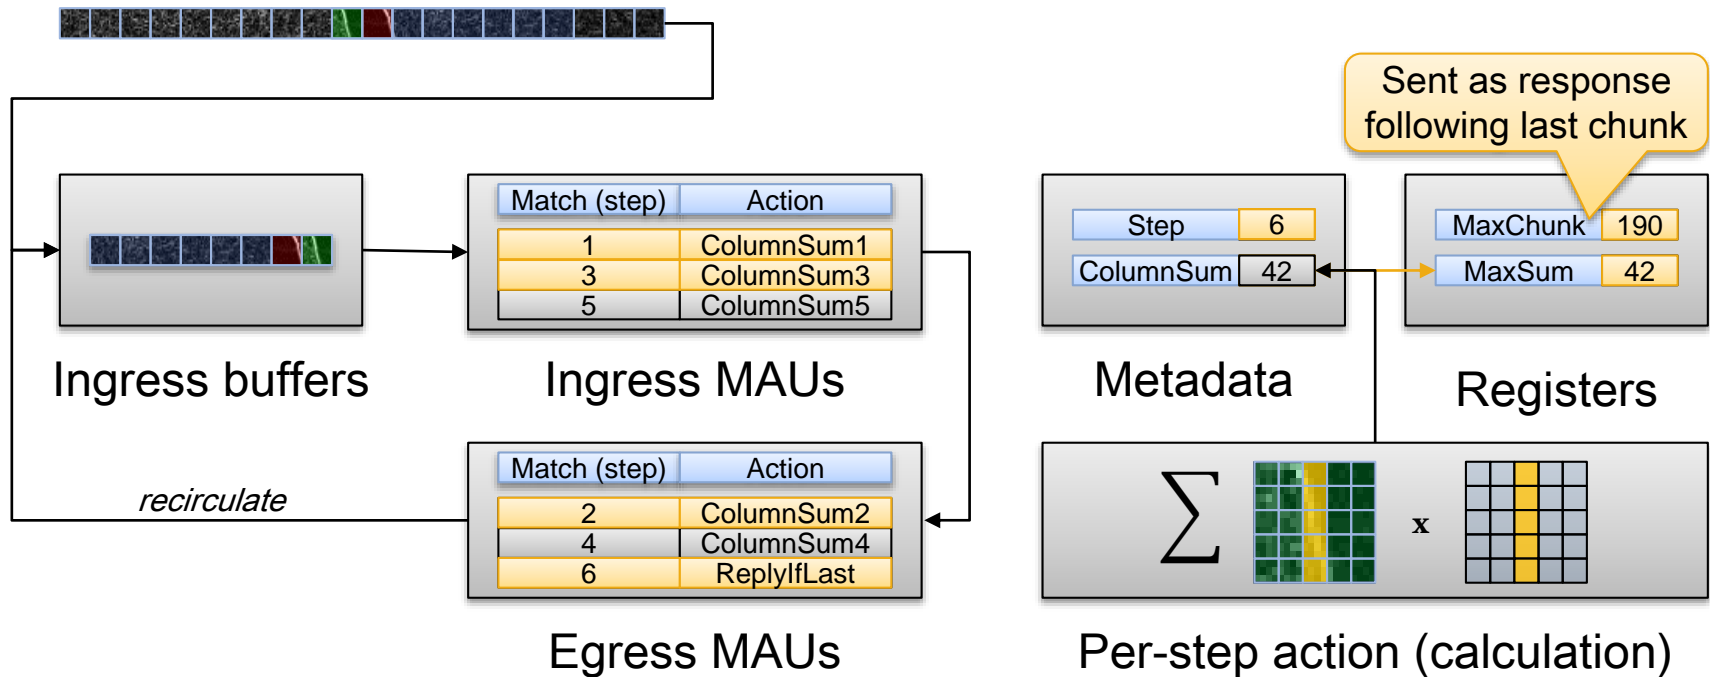 Sent as response
following last chunk
Match (step) Action
1 ColumnSum1
3 ColumnSum3
5 ColumnSum5
Step 6
ColumnSum 42
MaxChunk 190
MaxSum 42
Ingress buffers
Ingress MAUs
Metadata
Registers
recirculate
Match (step) Action
2 ColumnSum2
4 ColumnSum4
6 ReplyIfLast
∑ x
Egress MAUs
Per-step action (calculation)